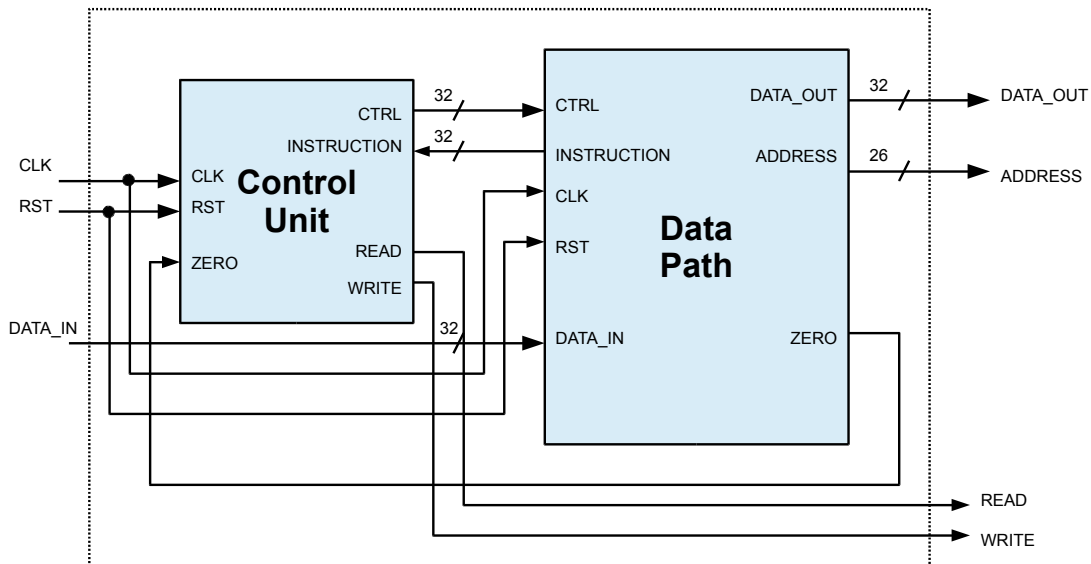 CLK
RST
DATA_IN
Control
Unit
CTRL
INSTRUCTION
CLK
RST
ZERO
READ
WRITE
32
32
32
Data
Path
CTRL
INSTRUCTION
CLK
RST
DATA_IN
DATA_OUT
ADDRESS
ZERO
32
26
DATA_OUT
ADDRESS
READ
WRITE